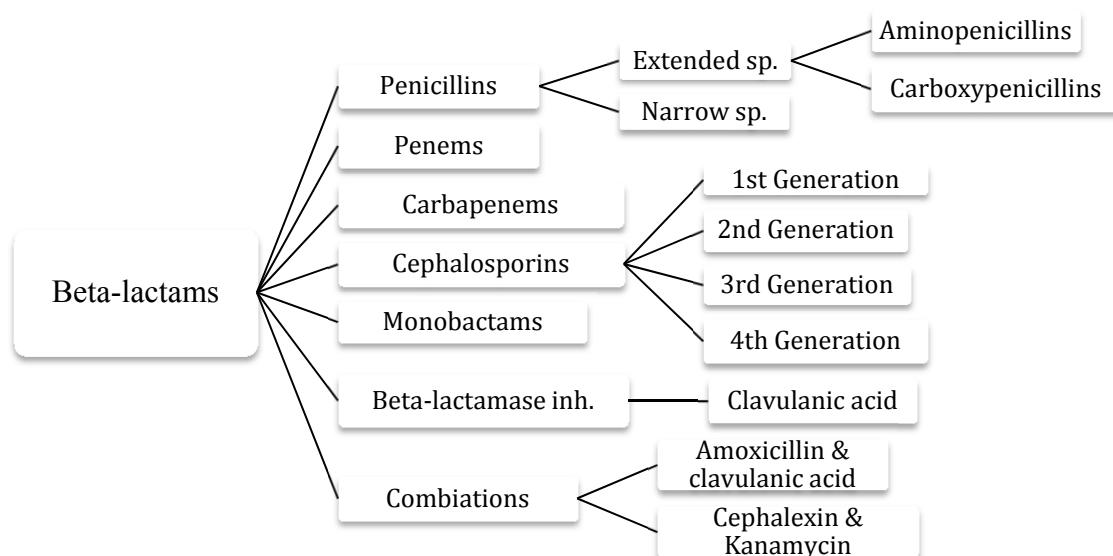 Beta-lactams
Penicillins
Extended sp.
Aminopenicillins
Carboxypenicillins
Narrow sp.
Penems
Carbapenems
Cephalosporins
1st Generation
2nd Generation
3rd Generation
4th Generation
Monobactams
Beta-lactamase inh.
Clavulanic acid
Combiations
Amoxicillin &
clavulanic acid
Cephalexin &
Kanamycin